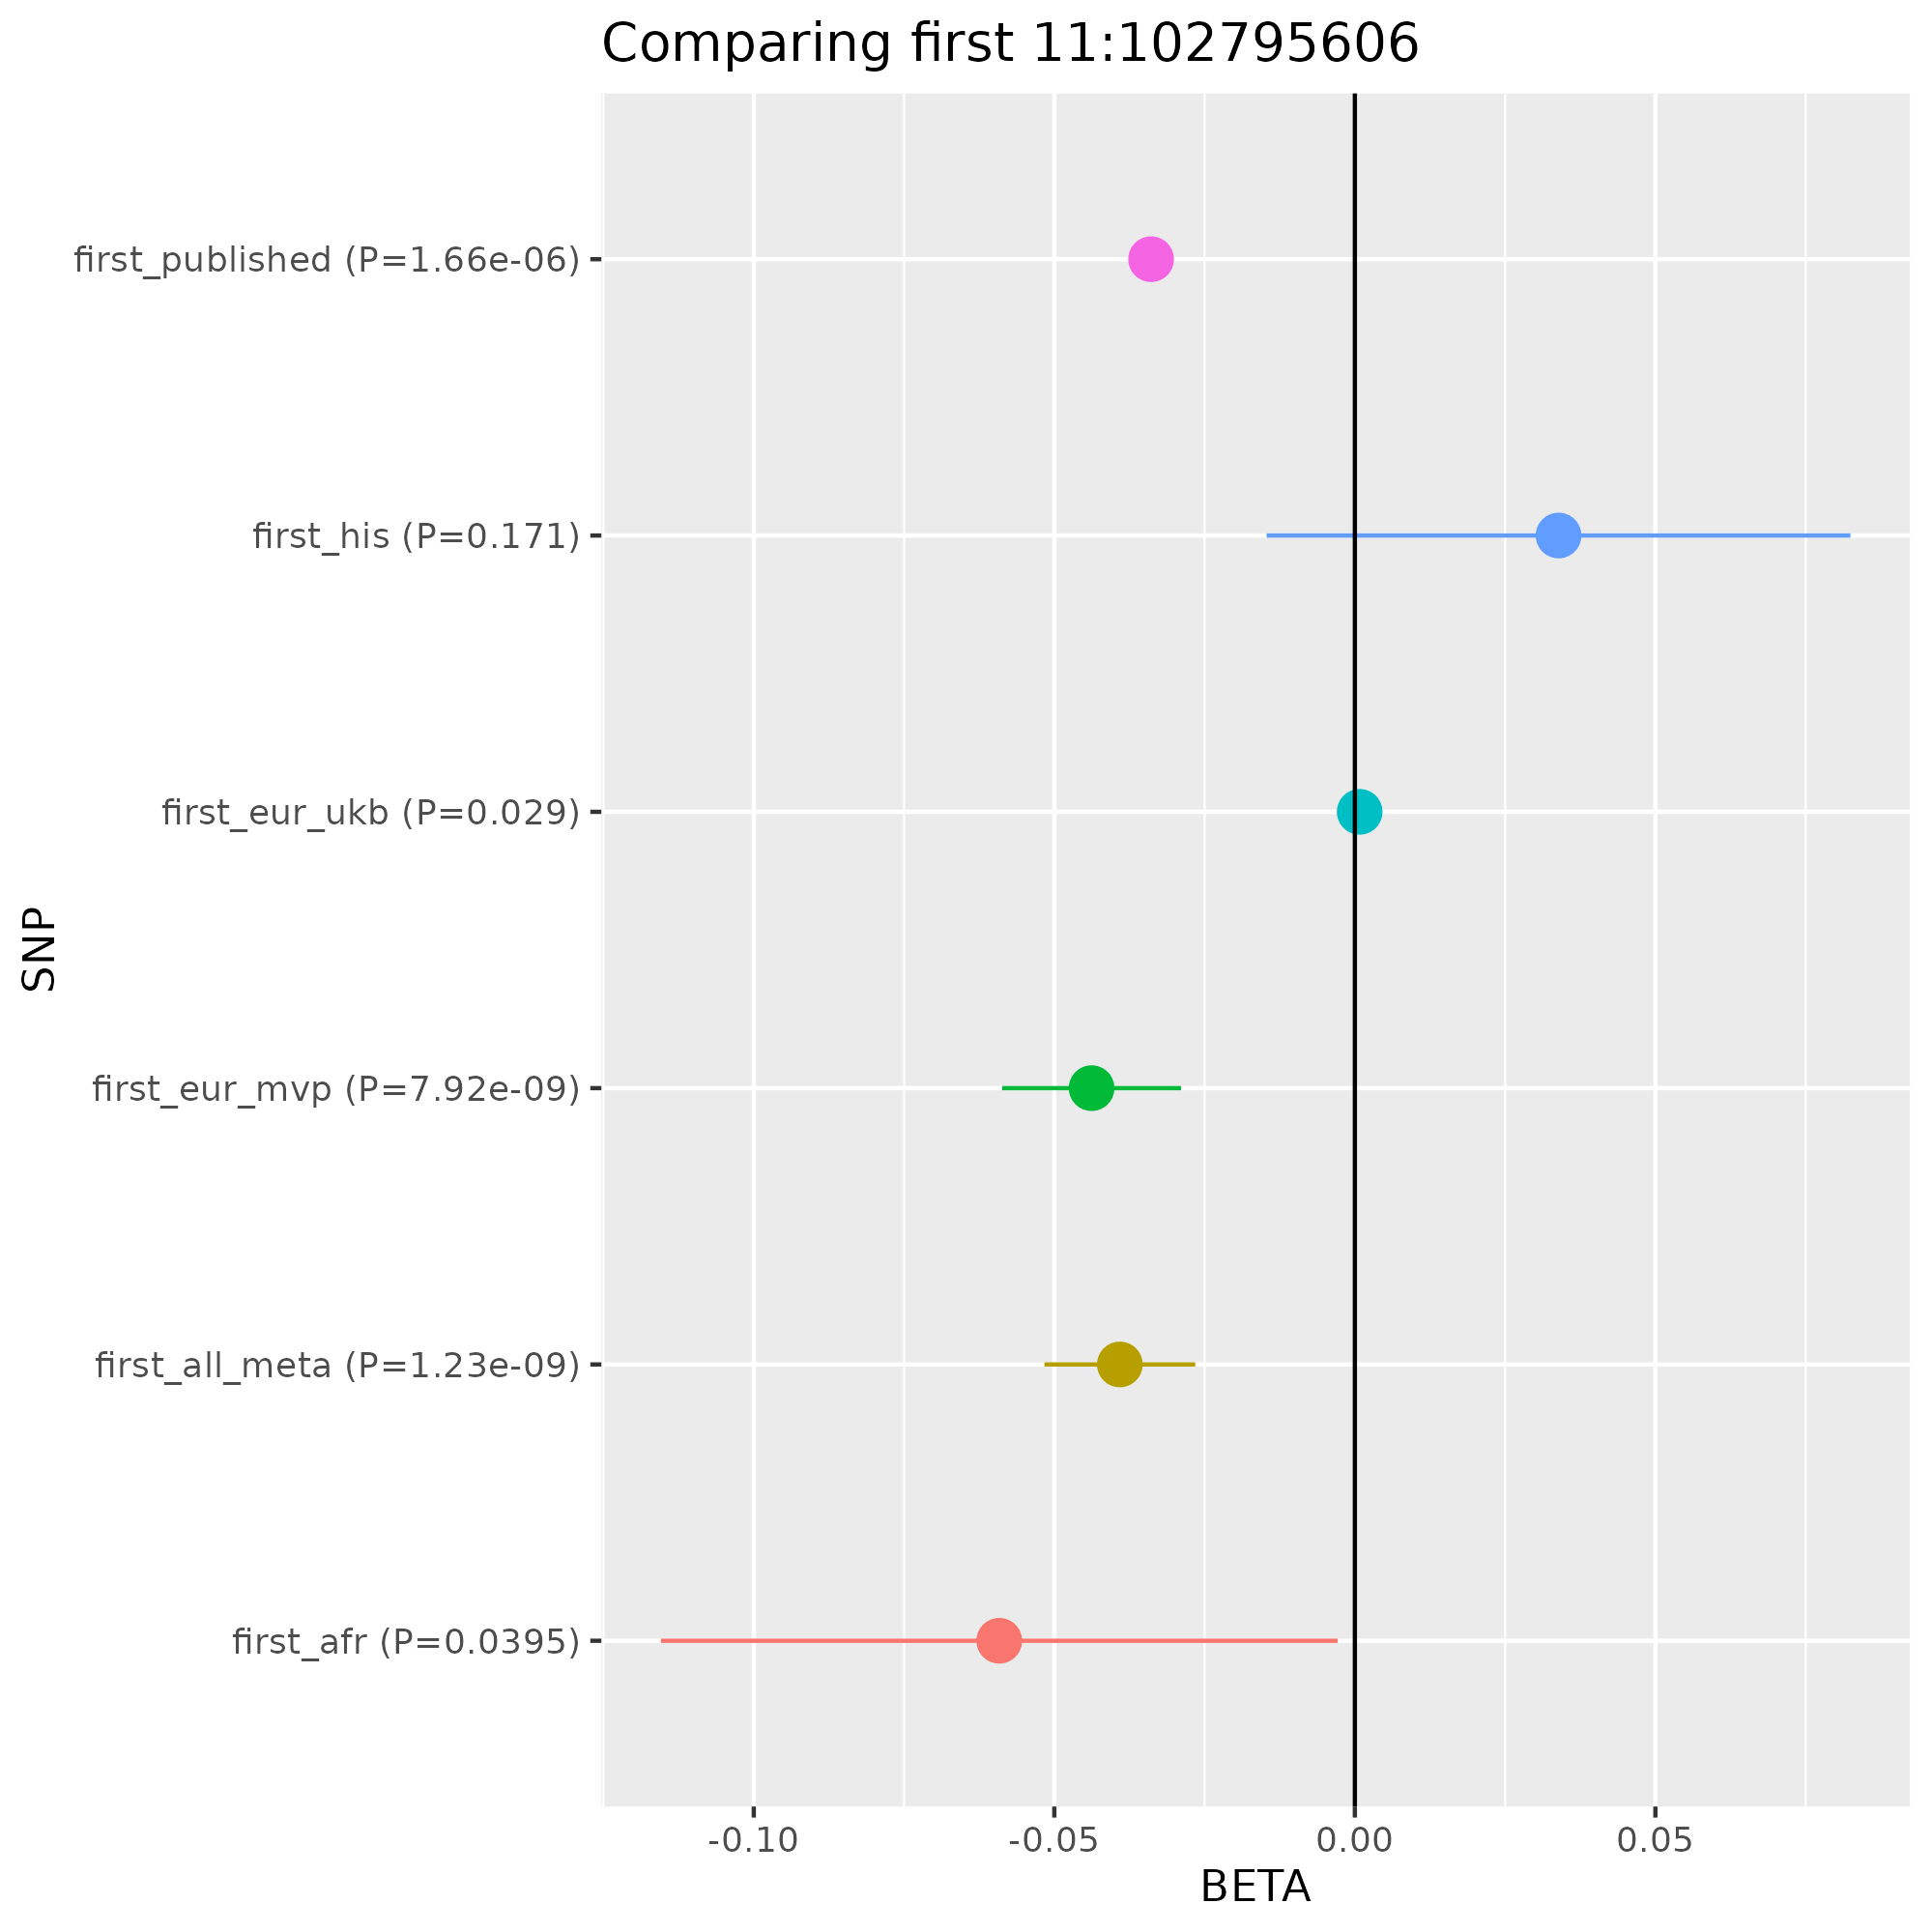 Comparing first 11:102795606
first_published (P=1.66e-06)
first_his (P=0.171)
first_eur_ukb (P=0.029)
SNP
first_eur_mvp (P=7.92e-09)
first_all_meta (P=1.23e-09)
first_afr (P=0.0395)
-0.10 -0.05 0.00 0.05
BETA